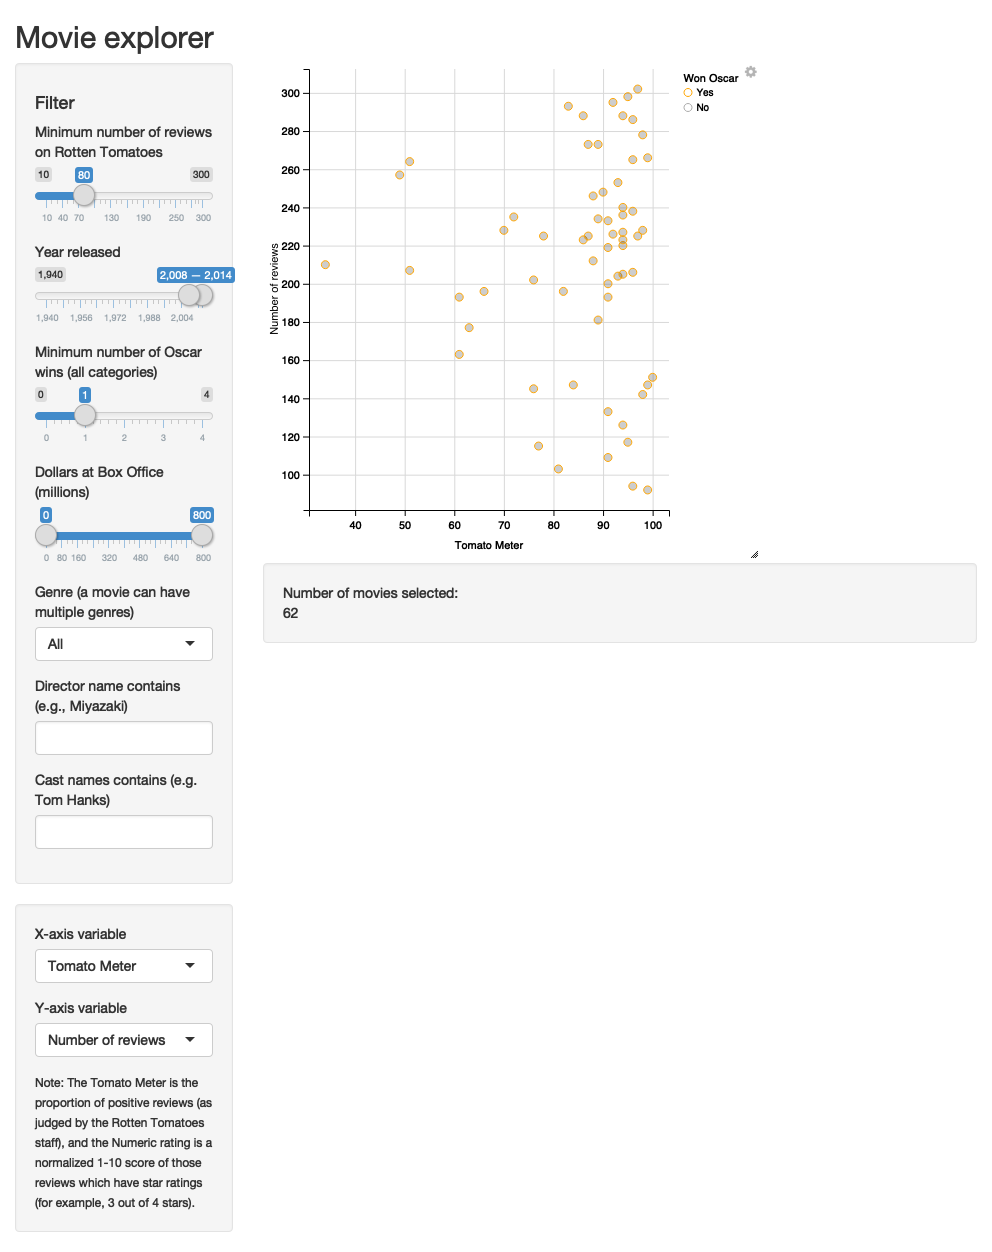 Movie explorer
Filter
Minimum number of reviews
on Rotten Tomatoes
10 80 300
10 40 70 130 190 250 300
Year released
1,940 2,008 — 2,014
1,940 1,956 1,972 1,988 2,004
Minimum number of Oscar
wins (all categories)
0 1 4
0 1 2 3 4
Dollars at Box Office
(millions)
0 800
0 80 160 320 480 640 800
Genre (a movie can have
multiple genres)
All
Director name contains
(e.g., Miyazaki)
Cast names contains (e.g.
Tom Hanks)
X-axis variable
Tomato Meter
Y-axis variable
Number of reviews
Note: The Tomato Meter is the
proportion of positive reviews (as
judged by the Rotten Tomatoes
staff), and the Numeric rating is a
normalized 1-10 score of those
reviews which have star ratings
(for example, 3 out of 4 stars).
Number of reviews
300
280
260
240
220
200
180
160
140
120
100
40 50 60 70 80 90 100
Tomato Meter
Won Oscar
Yes
No
Number of movies selected:
62